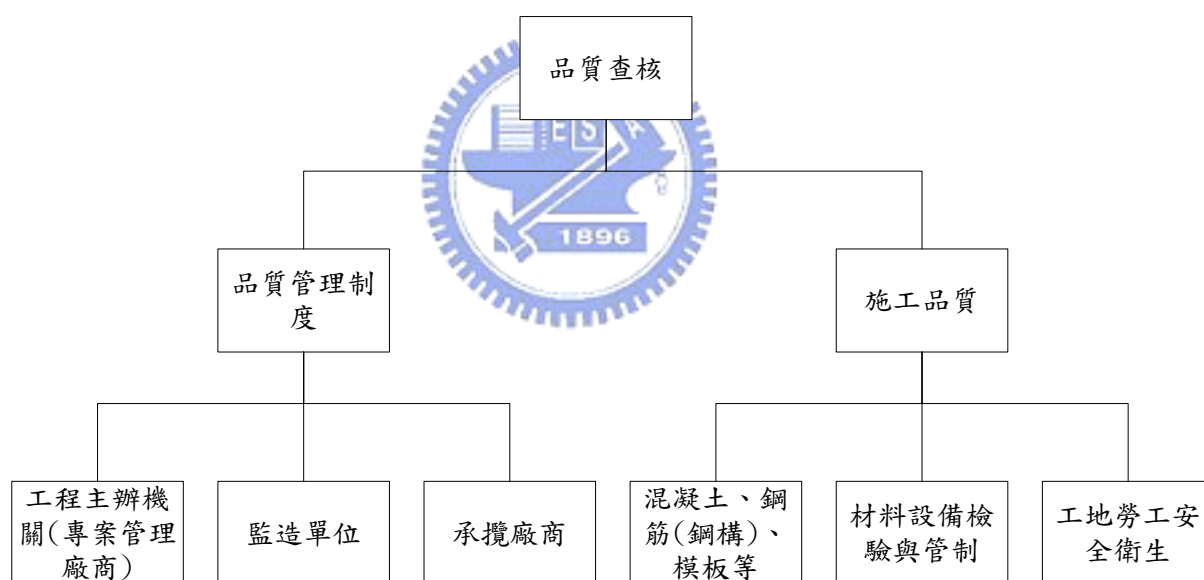 品質查核
E S A
1896
品質管理制
度
施工品質
工程主辦機
關(專案管理
廠商)
監造單位
承攬廠商
混凝土、鋼
筋(鋼構)、
模板等
材料設備檢
驗與管制
工地勞工安
全衛生